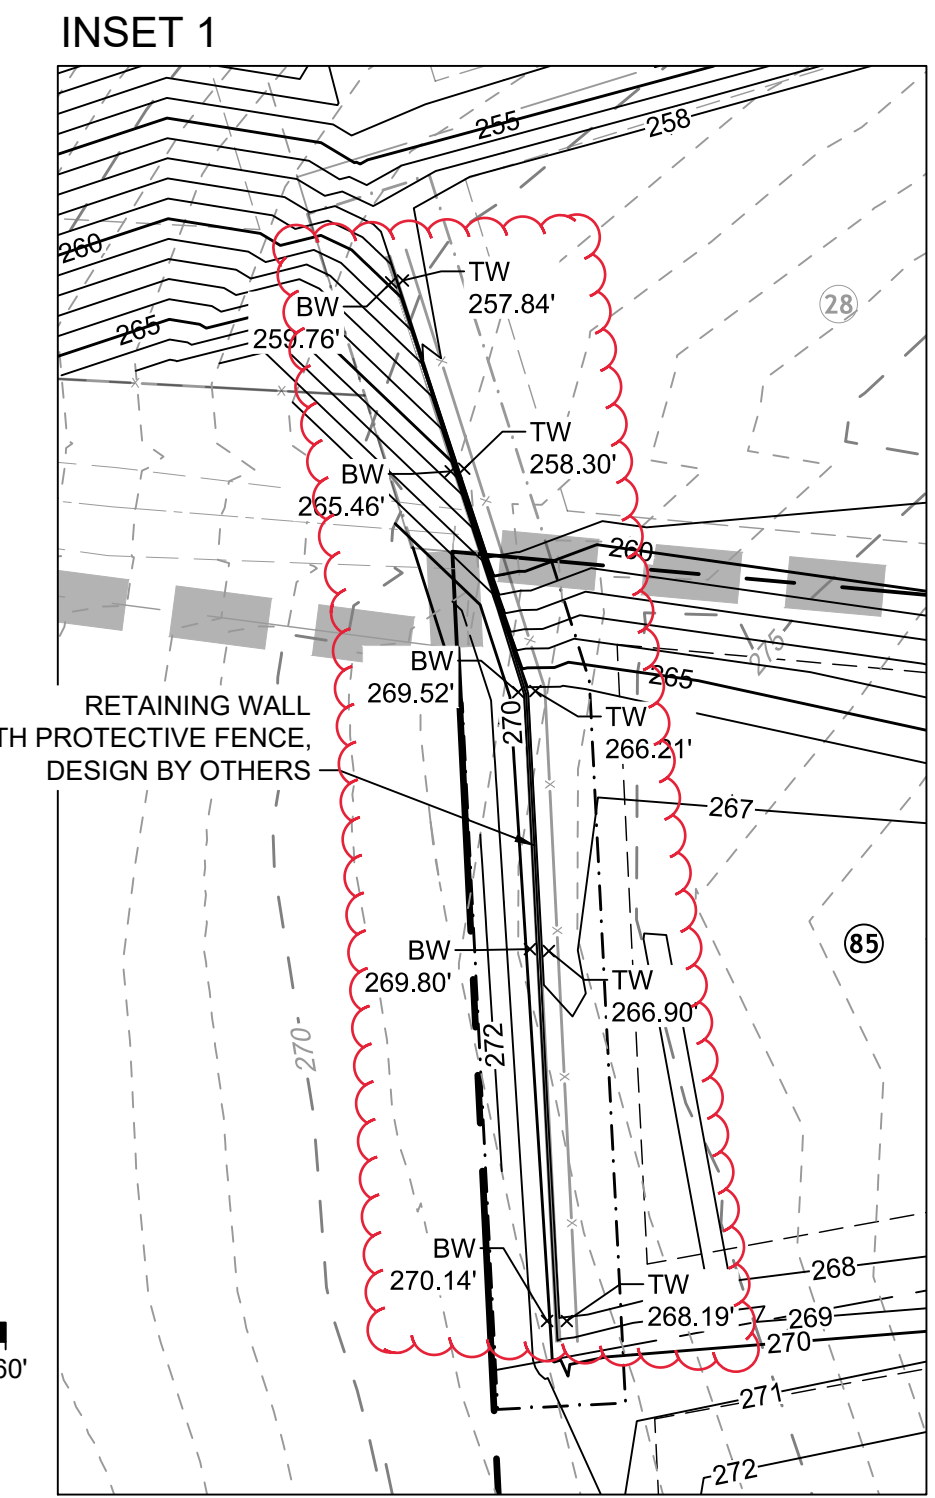 INSET 1
255
258
260
265
BW
259.76'
TW
257.84'
28
TW
258.30'
BW
265.46'
260
275
BW
269.52'
265
270
TW
266.21'
RETAINING WALL
TH PROTECTIVE FENCE,
DESIGN BY OTHERS
267
85
BW
269.80'
TW
266.90'
272
270
BW
270.14'
TW
268.19'
268
269
270
60'
271
272